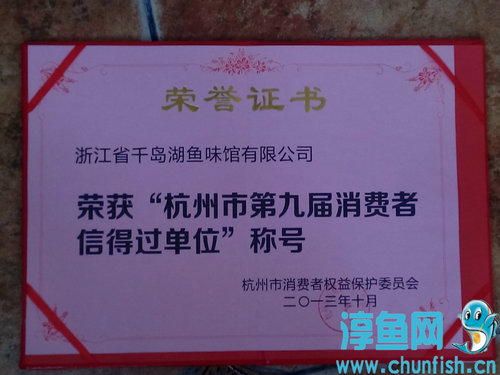 荣誉证书
浙江省千岛湖鱼味馆有限公司
荣获“杭州市第九届消费者
信得过单位”称号
杭州市消费者权益保护委员会
二〇一三年十月
淳鱼网
www.chunfish.cn